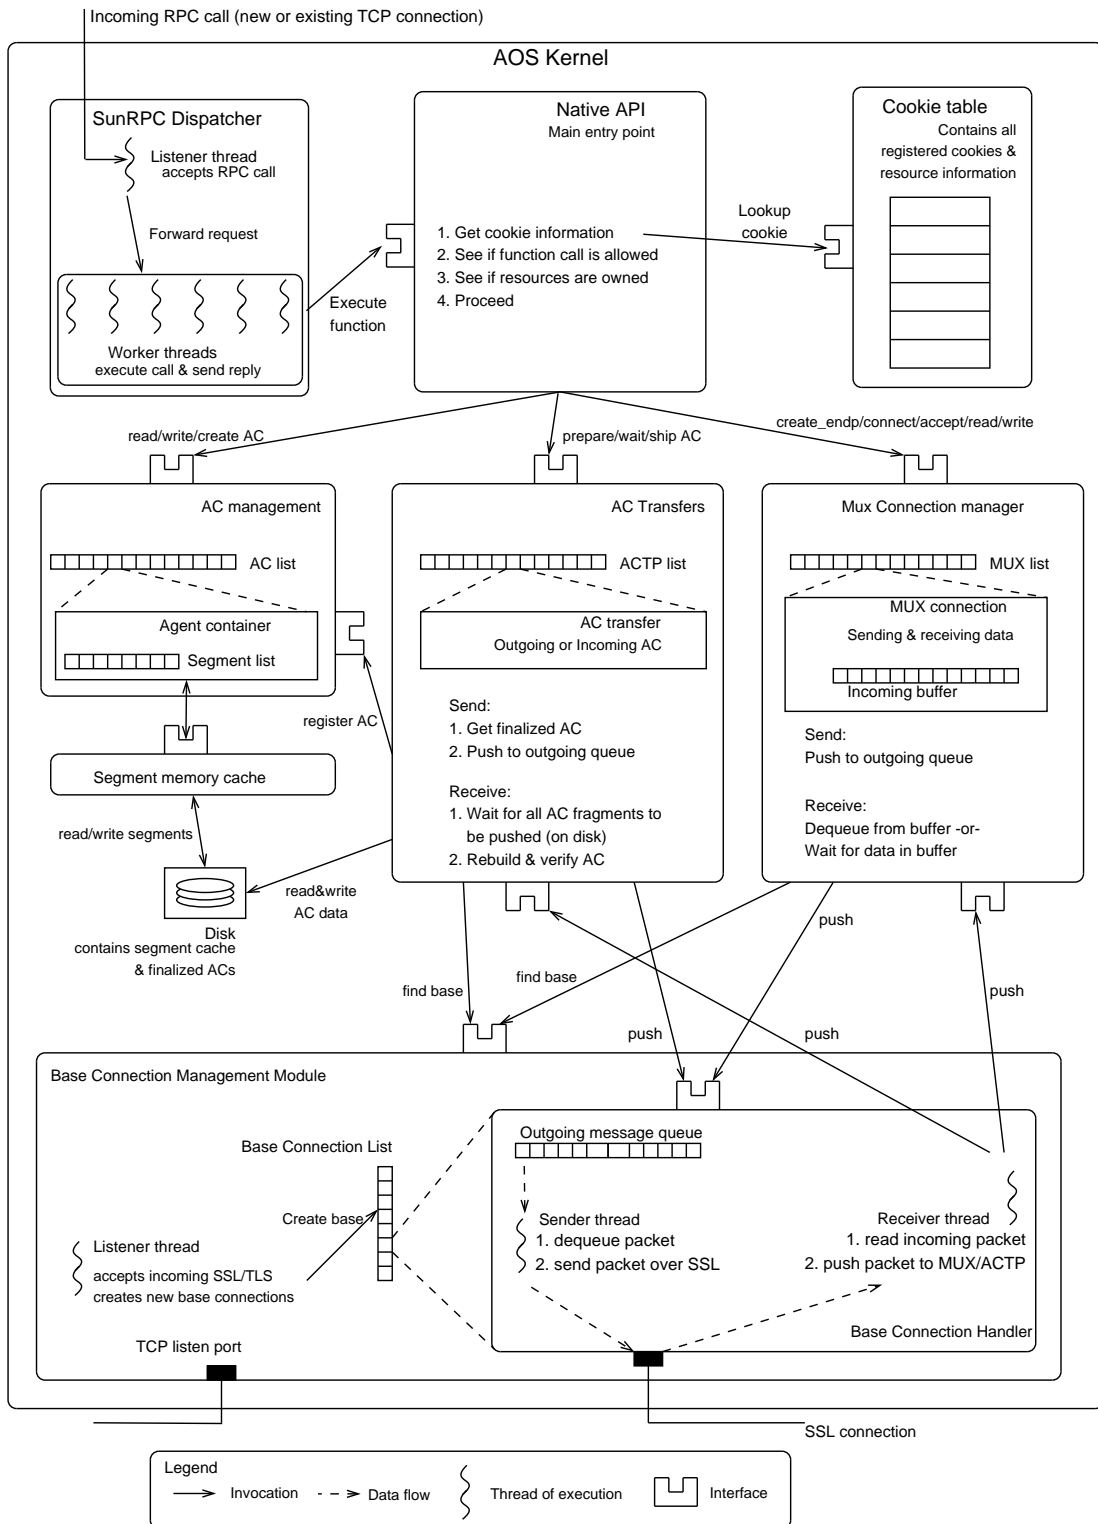 Incoming RPC call (new or existing TCP connection)
AOS Kernel
SunRPC Dispatcher
Listener thread
accepts RPC call
Forward request
Worker threads
execute call & send reply
Execute
function
Native API
Main entry point
1. Get cookie information
2. See if function call is allowed
3. See if resources are owned
4. Proceed
Lookup
cookie
Cookie table
Contains all
registered cookies &
resource information
read/write/create AC
prepare/wait/ship AC
create_endp/connect/accept/read/write
AC management
AC list
Agent container
Segment list
register AC
Segment memory cache
read/write segments
Disk
contains segment cache
& finalized ACs
read&write
AC data
AC Transfers
ACTP list
AC transfer
Outgoing or Incoming AC
Send:
1. Get finalized AC
2. Push to outgoing queue
Receive:
1. Wait for all AC fragments to
be pushed (on disk)
2. Rebuild & verify AC
Mux Connection manager
MUX list
MUX connection
Sending & receiving data
Incoming buffer
Send:
Push to outgoing queue
Receive:
Dequeue from buffer -or-
Wait for data in buffer
find base
find base
push
push
push
push
Base Connection Management Module
Base Connection List
Create base
Listener thread
accepts incoming SSL/TLS
creates new base connections
TCP listen port
Outgoing message queue
Sender thread
1. dequeue packet
2. send packet over SSL
Receiver thread
1. read incoming packet
2. push packet to MUX/ACTP
Base Connection Handler
SSL connection
Legend
Invocation
Data flow
Thread of execution
Interface